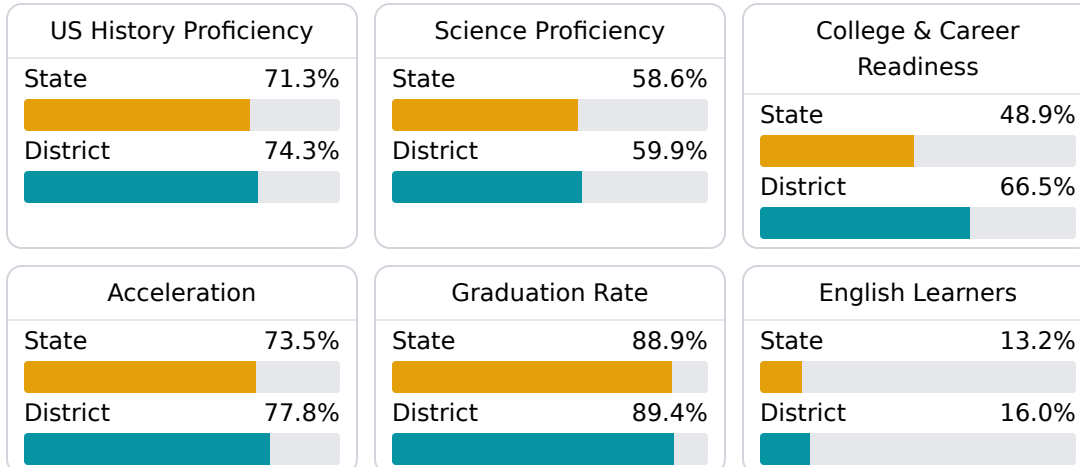 US History Proficiency
State 71.3%
District 74.3%
Science Proficiency
State 58.6%
District 59.9%
College & Career
Readiness
State 48.9%
District 66.5%
Acceleration
State 73.5%
District 77.8%
Graduation Rate
State 88.9%
District 89.4%
English Learners
State 13.2%
District 16.0%